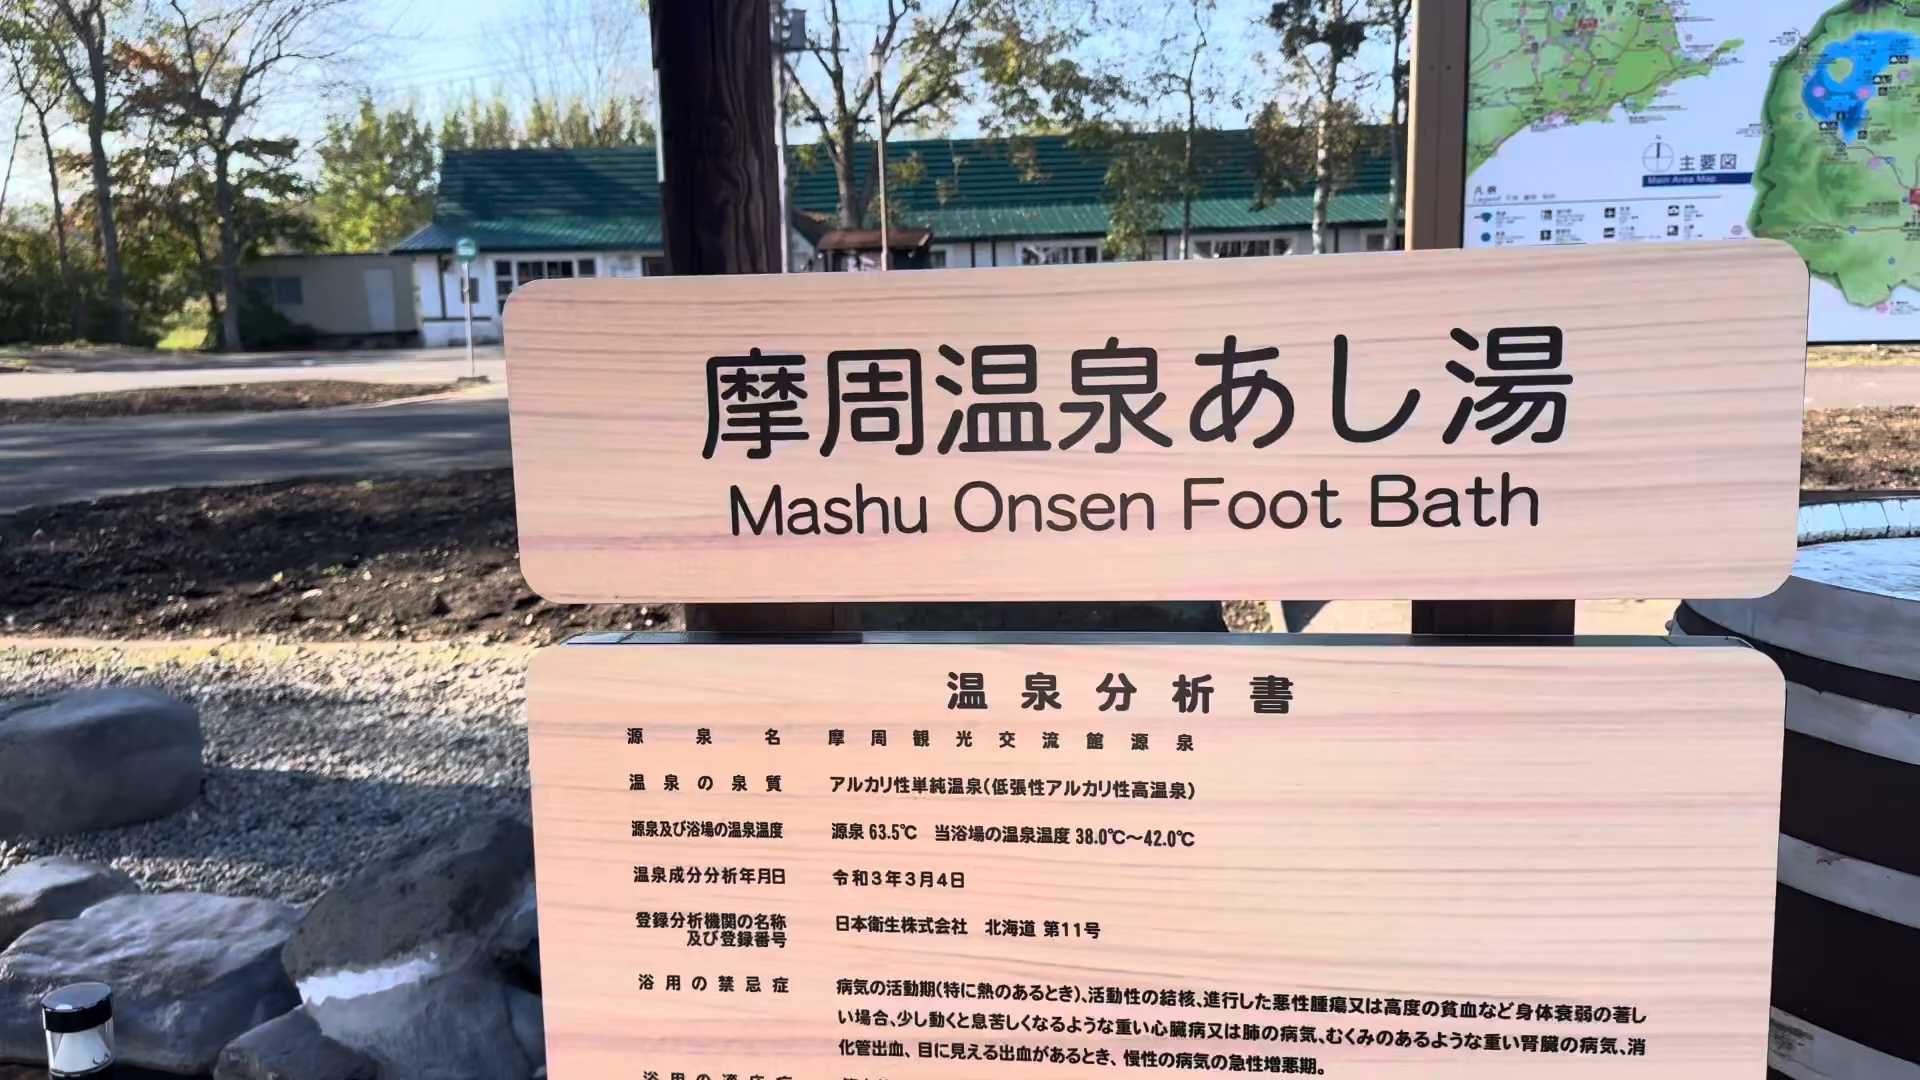 主要図
Main Area Map
凡例
Legend
摩周温泉あし湯
Mashu Onsen Foot Bath
温泉分析書
源泉名 摩周観光交流館源泉
温泉の泉質 アルカリ性単純温泉(低張性アルカリ性高温泉)
源泉及び浴場の温泉温度 源泉 63.5℃ 当浴場の温泉温度 38.0℃～42.0℃
温泉成分分析年月日 令和3年3月4日
登録分析機関の名称
及び登録番号 日本衛生株式会社 北海道 第11号
浴用の禁忌症 病気の活動期(特に熱のあるとき)、活動性の結核、進行した悪性腫瘍又は高度の貧血など身体衰弱の著し
い場合、少し動くと息苦しくなるような重い心臓病又は肺の病気、むくみのあるような重い腎臓の病気、消
化管出血、目に見える出血があるとき、慢性の病気の急性増悪期。